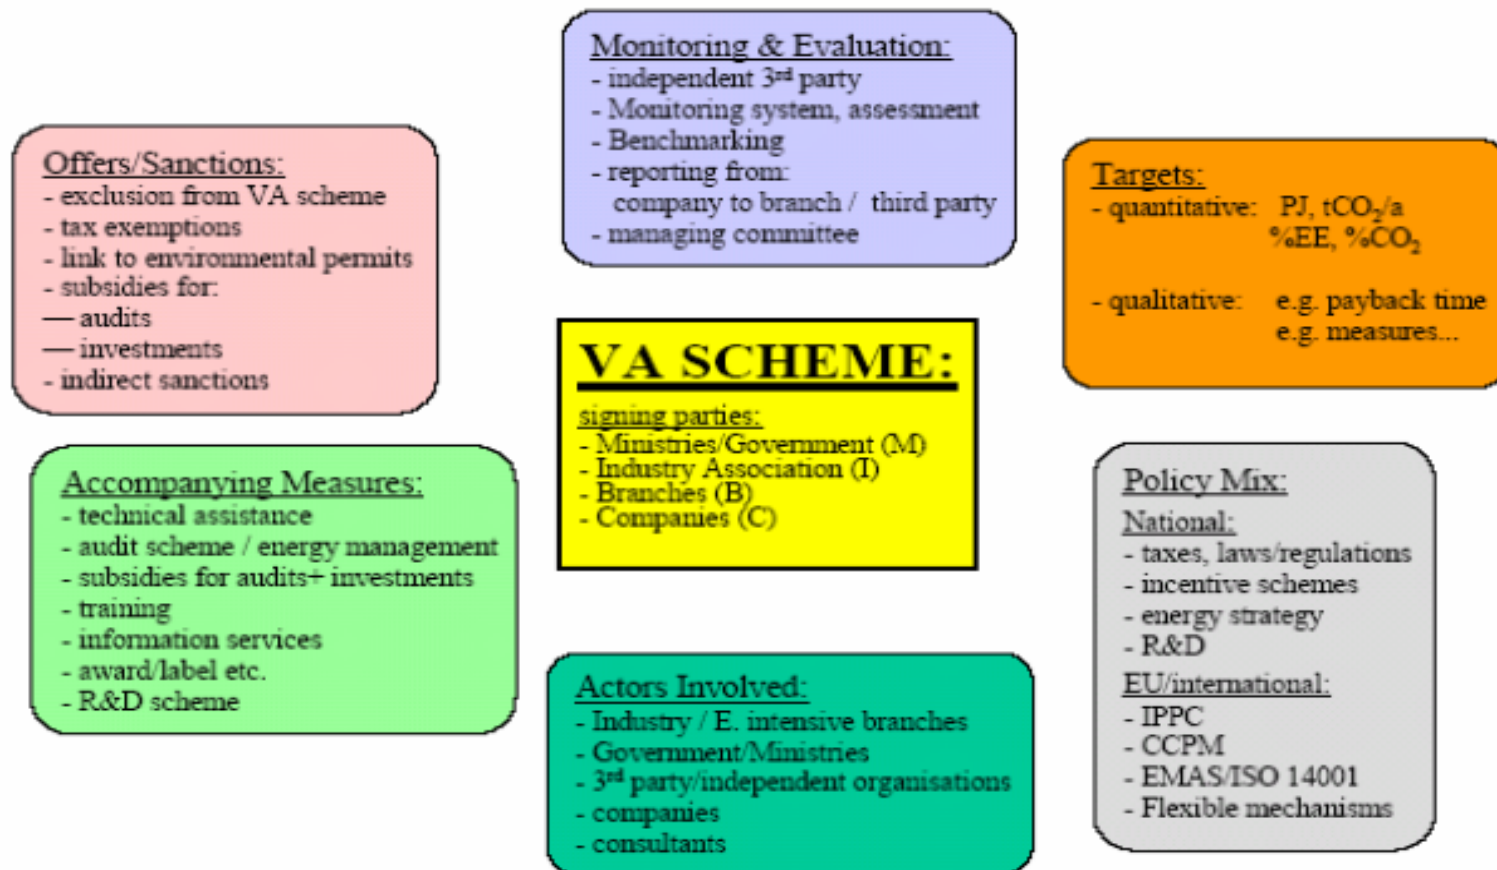 Monitoring & Evaluation:
- independent 3rd party
- Monitoring system, assessment
- Benchmarking
- reporting from:
company to branch / third party
- managing committee
Offers/Sanctions:
- exclusion from VA scheme
- tax exemptions
- link to environmental permits
- subsidies for:
— audits
— investments
- indirect sanctions
Targets:
- quantitative: PJ, tCO₂/a
%EE, %CO₂
- qualitative: e.g. payback time
e.g. measures...
VA SCHEME:
signing parties:
- Ministries/Government (M)
- Industry Association (I)
- Branches (B)
- Companies (C)
Accompanying Measures:
- technical assistance
- audit scheme / energy management
- subsidies for audits+ investments
- training
- information services
- award/label etc.
- R&D scheme
Policy Mix:
National:
- taxes, laws/regulations
- incentive schemes
- energy strategy
- R&D
EU/international:
- IPPC
- CCPM
- EMAS/ISO 14001
- Flexible mechanisms
Actors Involved:
- Industry / E. intensive branches
- Government/Ministries
- 3rd party/independent organisations
- companies
- consultants